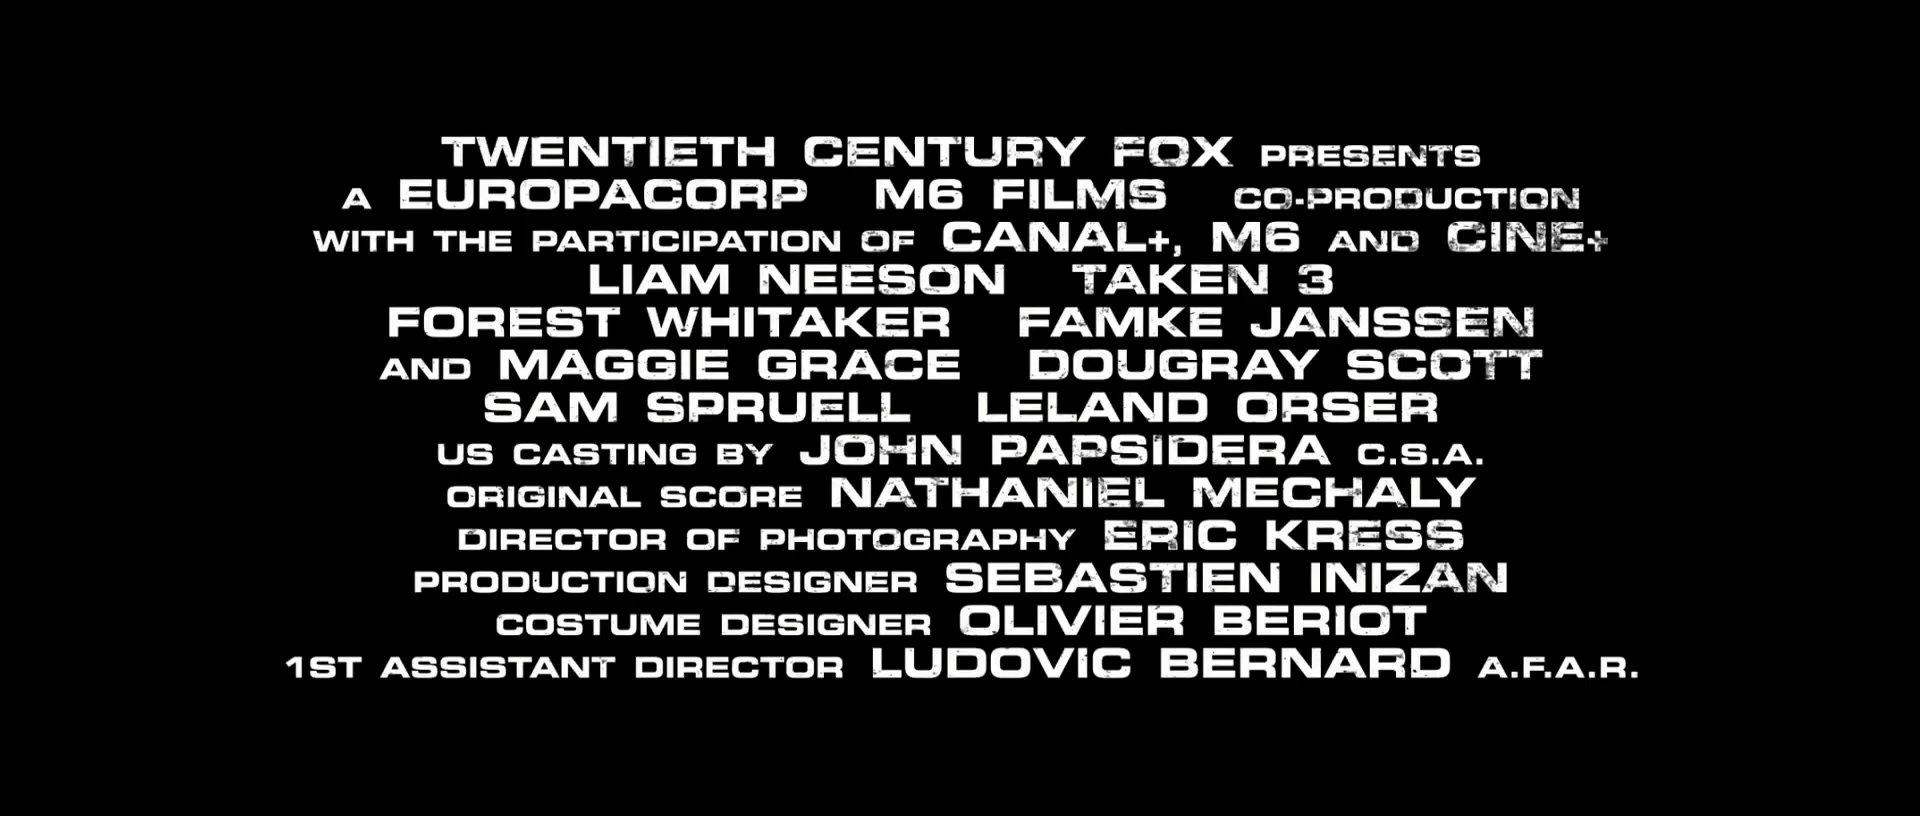 TWENTIETH CENTURY FOX PRESENTS
A EUROPACORP M6 FILMS CO-PRODUCTION
WITH THE PARTICIPATION OF CANAL+, M6 AND CINE+
LIAM NEESON TAKEN 3
FOREST WHITAKER FAMKE JANSSEN
AND MAGGIE GRACE DOUGRAY SCOTT
SAM SPRUELL LELAND ORSER
US CASTING BY JOHN PAPSIDERA C.S.A.
ORIGINAL SCORE NATHANIEL MECHALY
DIRECTOR OF PHOTOGRAPHY ERIC KRESS
PRODUCTION DESIGNER SEBASTIEN INIZAN
COSTUME DESIGNER OLIVIER BERIOT
1ST ASSISTANT DIRECTOR LUDOVIC BERNARD A.F.A.R.